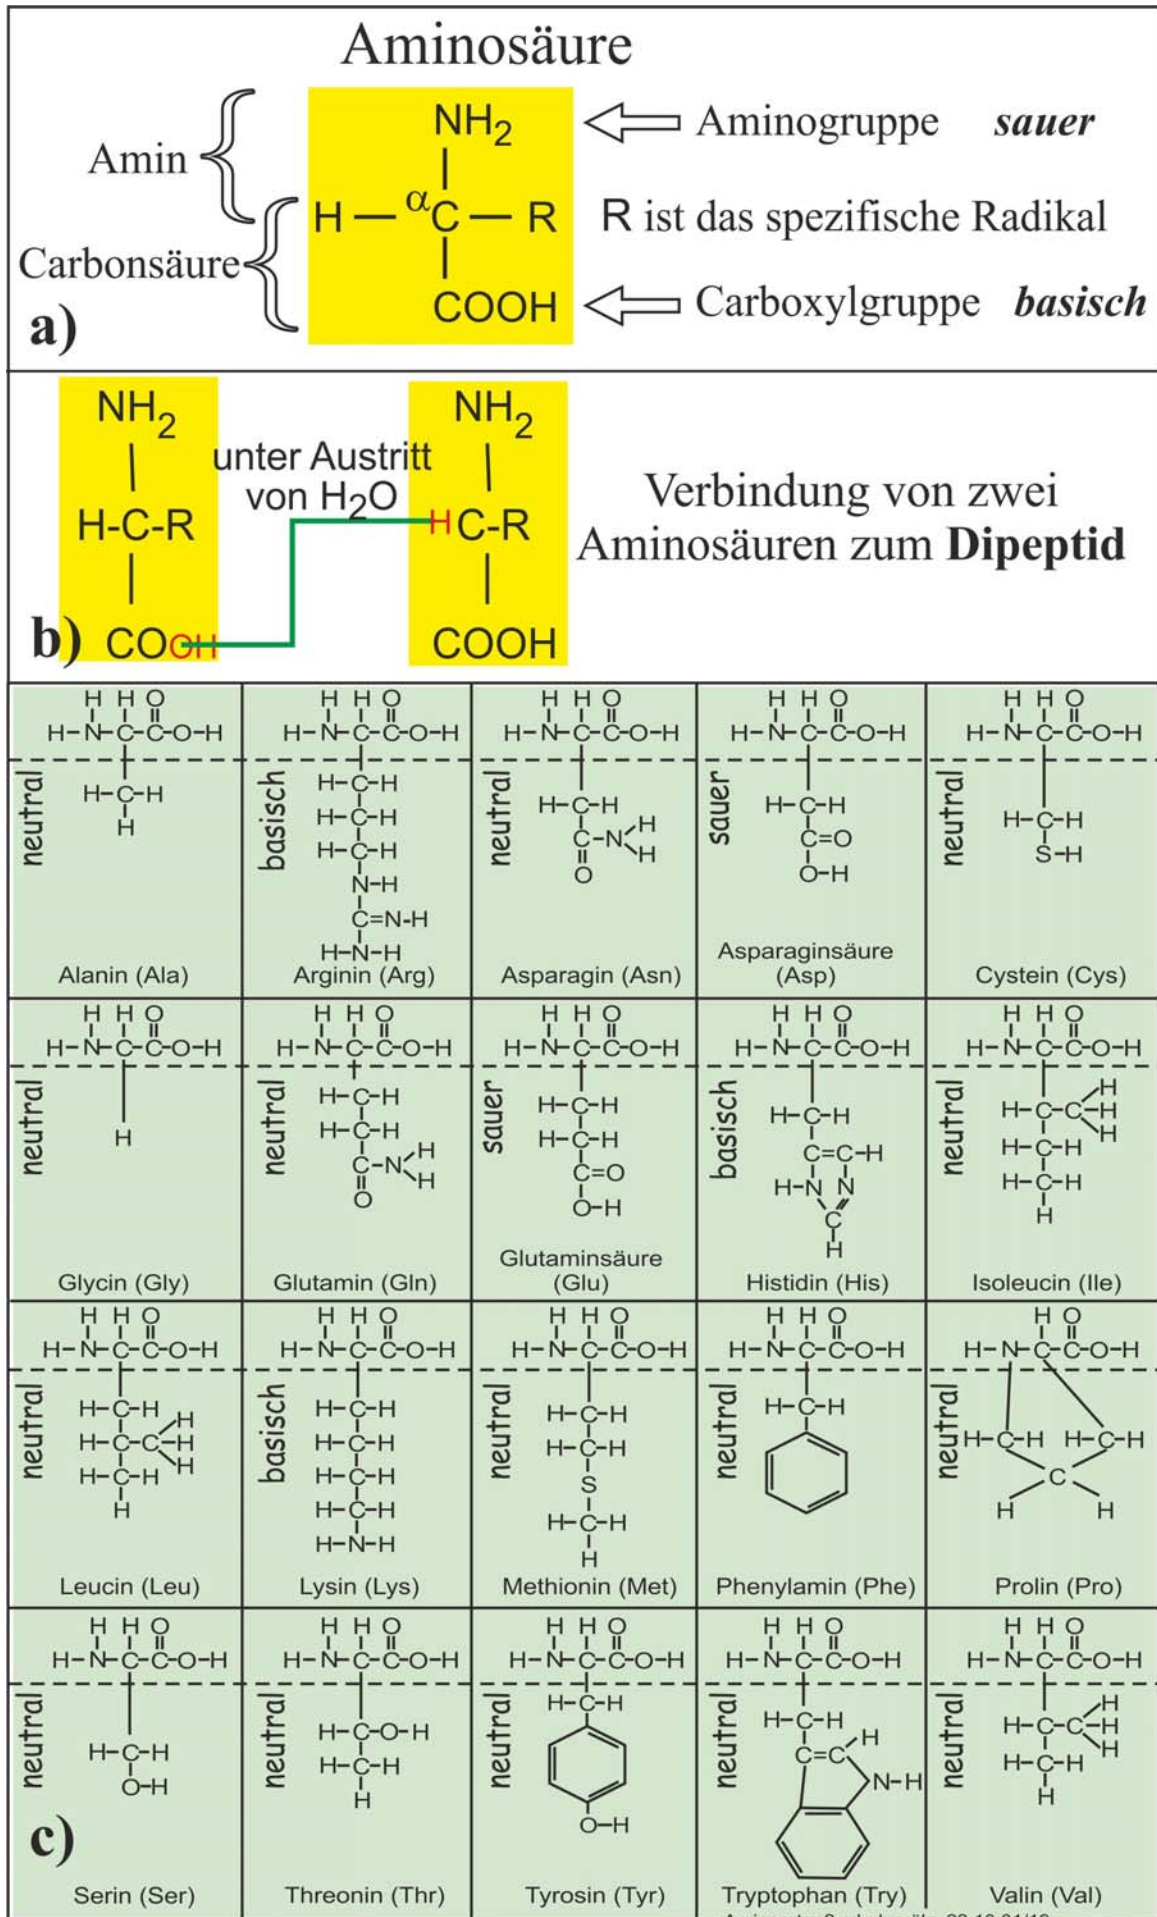 Aminosäure
Amin
NH2
Aminogruppe sauer
H — αC — R
R ist das spezifische Radikal
Carbonsäure
COOH
Carboxylgruppe basisch
a)
NH2
H-C-R
COOH
unter Austritt
von H2O
NH2
HC-R
COOH
Verbindung von zwei
Aminosäuren zum Dipeptid
b)
neutral
Alanin (Ala)
basisch
Arginin (Arg)
neutral
Asparagin (Asn)
sauer
Asparaginsäure
(Asp)
neutral
Cystein (Cys)
neutral
Glycin (Gly)
neutral
Glutamin (Gln)
sauer
Glutaminsäure
(Glu)
basisch
Histidin (His)
neutral
Isoleucin (Ile)
neutral
Leucin (Leu)
basisch
Lysin (Lys)
neutral
Methionin (Met)
neutral
Phenylamin (Phe)
neutral
Prolin (Pro)
neutral
c)
Serin (Ser)
neutral
Threonin (Thr)
neutral
Tyrosin (Tyr)
neutral
Tryptophan (Try)
neutral
Valin (Val)